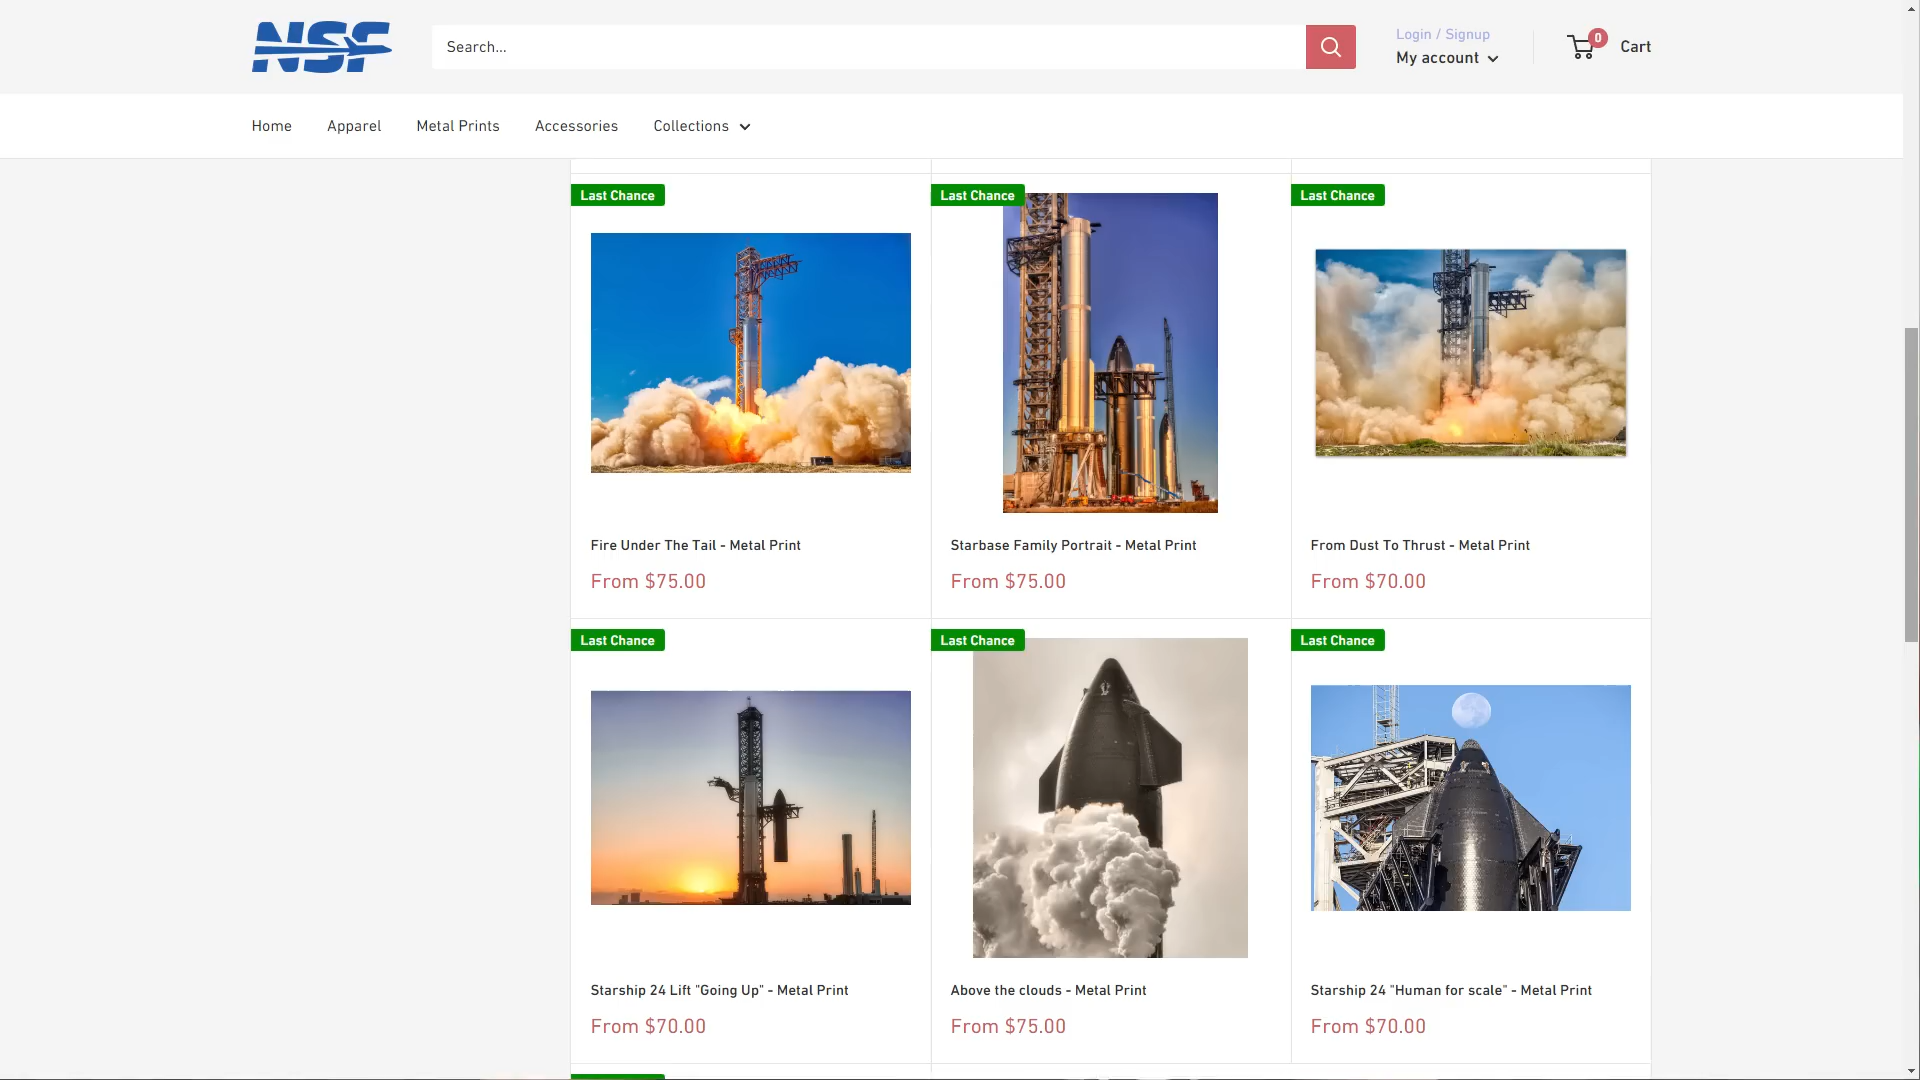 NSF
Search...
Login / Signup
My account
0
Cart
Home
Apparel
Metal Prints
Accessories
Collections
Last Chance
Last Chance
Last Chance
Fire Under The Tail - Metal Print
From $75.00
Starbase Family Portrait - Metal Print
From $75.00
From Dust To Thrust - Metal Print
From $70.00
Last Chance
Last Chance
Last Chance
Starship 24 Lift "Going Up" - Metal Print
From $70.00
Above the clouds - Metal Print
From $75.00
Starship 24 "Human for scale" - Metal Print
From $70.00